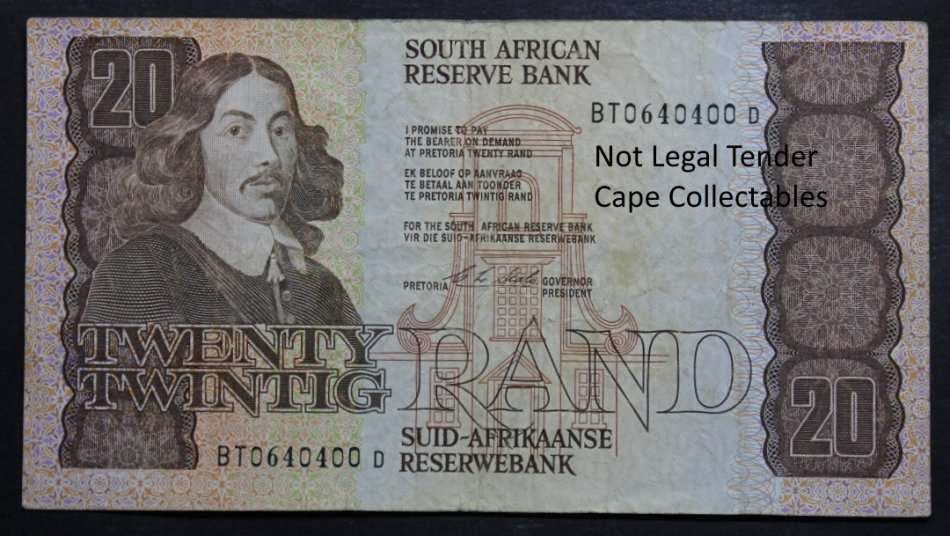 20
SOUTH AFRICAN
RESERVE BANK
BT0640400 D
I PROMISE TO PAY
THE BEARER ON DEMAND
AT PRETORIA TWENTY RAND
Not Legal Tender
Cape Collectables
EK BELOOF OP AANVRAAG
TE BETAAL AAN TOONDER
TE PRETORIA TWINTIG RAND
FOR THE SOUTH AFRICAN RESERVE BANK
VIR DIE SUID-AFRIKAANSE RESERWEBANK
PRETORIA
GOVERNOR
PRESIDENT
TWENTY
TWINTIG
RAND
20
SUID-AFRIKAANSE
RESERWEBANK
BT0640400 D